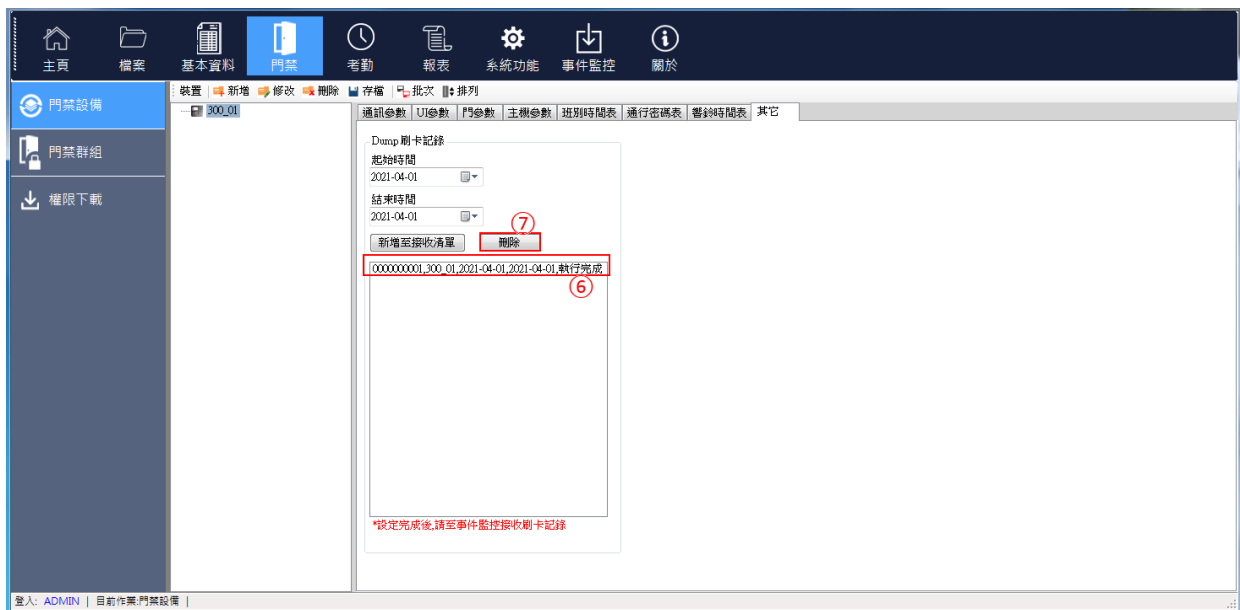 主頁 檔案 基本資料 門禁 考勤 報表 系統功能 事件監控 關於
門禁設備
門禁群組
權限下載
裝置 新增 修改 刪除 存檔 批次 排列
300_01
通訊參數 UI參數 門參數 主機參數 班別時間表 通行密碼表 響鈴時間表 其它
Dump 刷卡記錄
起始時間
2021-04-01
結束時間
2021-04-01
⑦
新增至接收清單 刪除
0000000001,300_01,2021-04-01,2021-04-01,執行完成
⑥
*設定完成後,請至事件監控接收刷卡記錄
登入: ADMIN | 目前作業:門禁設備 |